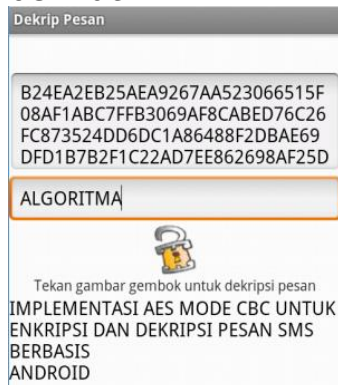 Dekrip Pesan
B24EA2EB25AEA9267AA523066515F
08AF1ABC7FFB3069AF8CABED76C26
FC873524DD6DC1A86488F2DBAE69
DFD1B7B2F1C22AD7EE862698AF25D
ALGORITMA
Tekan gambar gembok untuk dekripsi pesan
IMPLEMENTASI AES MODE CBC UNTUK
ENKRIPSI DAN DEKRIPSI PESAN SMS
BERBASIS
ANDROID